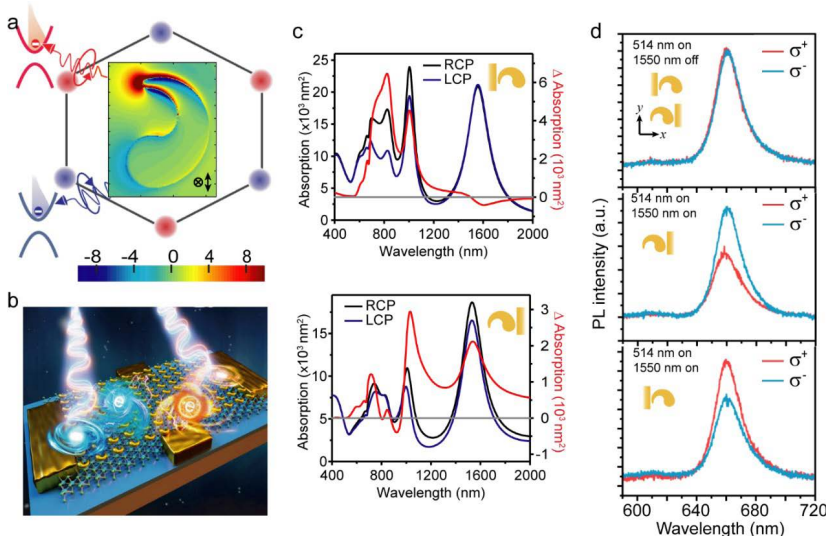 a
-8 -4 0 4 8
b
c
RCP
LCP
25
20
15
10
5
6
4
2
0
Absorption (x10³ nm²)
Δ Absorption (10³ nm²)
400 800 1200 1600 2000
Wavelength (nm)
RCP
LCP
15
10
5
0
3
2
1
0
-1
Absorption (x10³ nm²)
Δ Absorption (10³ nm²)
400 800 1200 1600 2000
Wavelength (nm)
d
514 nm on
1550 nm off
σ⁺
σ⁻
y
x
514 nm on
1550 nm on
σ⁺
σ⁻
514 nm on
1550 nm on
σ⁺
σ⁻
PL intensity (a.u.)
600 640 680 720
Wavelength (nm)